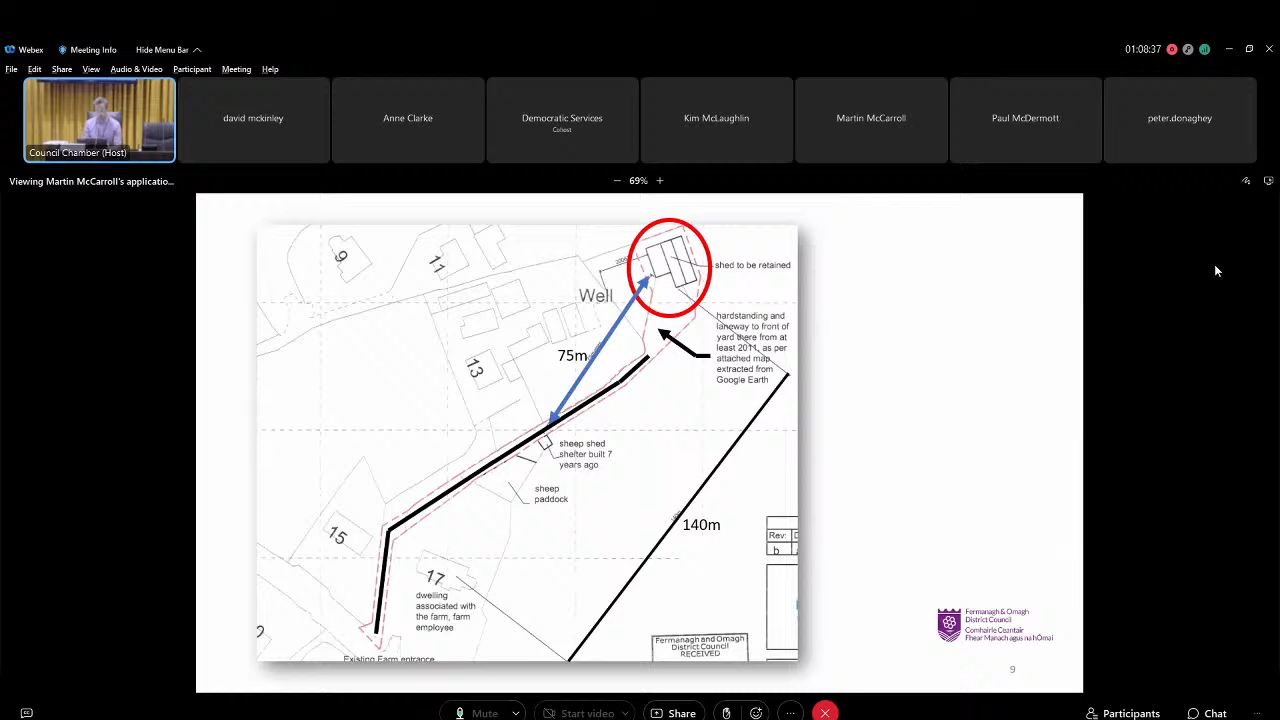 Webex
Meeting Info
Hide Menu Bar
01:08:37
File
Edit
Share
View
Audio & Video
Participant
Meeting
Help
Council Chamber (Host)
david mckinley
Anne Clarke
Democratic Services
Cohost
Kim McLaughlin
Martin McCarroll
Paul McDermott
peter.donaghey
Viewing Martin McCarroll's applicatio...
69%
9
11
Well
shed to be retained
hardstanding and
laneway to front of
yard there from at
least 2011, as per
attached map
extracted from
Google Earth
75m
13
sheep shed
shelter built 7
years ago
sheep
paddock
140m
15
17
dwelling
associated with
the farm, farm
employee
Existing Farm entrance
Rev:
b
Fermanagh and Omagh
District Council
RECEIVED
Fermanagh & Omagh
District Council
Comhairle Ceantair
Fhear Manach agus na hÓmaí
9
Mute
Start video
Share
Participants
Chat